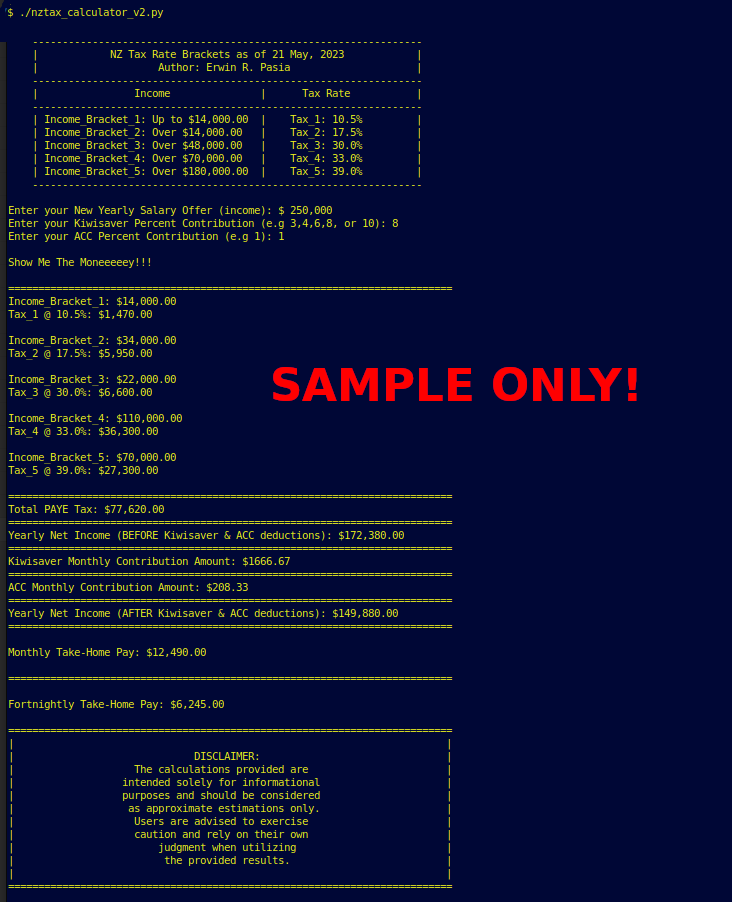 $ ./nztax_calculator_v2.py
-----------------------------------------------------------------
|            NZ Tax Rate Brackets as of 21 May, 2023            |
|                    Author: Erwin R. Pasia                     |
-----------------------------------------------------------------
|                Income               |      Tax Rate           |
-----------------------------------------------------------------
| Income_Bracket_1: Up to $14,000.00  |    Tax_1: 10.5%         |
| Income_Bracket_2: Over $14,000.00   |    Tax_2: 17.5%         |
| Income_Bracket_3: Over $48,000.00   |    Tax_3: 30.0%         |
| Income_Bracket_4: Over $70,000.00   |    Tax_4: 33.0%         |
| Income_Bracket_5: Over $180,000.00  |    Tax_5: 39.0%         |
-----------------------------------------------------------------
Enter your New Yearly Salary Offer (income): $ 250,000
Enter your Kiwisaver Percent Contribution (e.g 3,4,6,8, or 10): 8
Enter your ACC Percent Contribution (e.g 1): 1
Show Me The Moneeeeey!!!
==========================================================================
Income_Bracket_1: $14,000.00
Tax_1 @ 10.5%: $1,470.00
Income_Bracket_2: $34,000.00
Tax_2 @ 17.5%: $5,950.00
Income_Bracket_3: $22,000.00
SAMPLE ONLY!
Tax_3 @ 30.0%: $6,600.00
Income_Bracket_4: $110,000.00
Tax_4 @ 33.0%: $36,300.00
Income_Bracket_5: $70,000.00
Tax_5 @ 39.0%: $27,300.00
==========================================================================
Total PAYE Tax: $77,620.00
==========================================================================
Yearly Net Income (BEFORE Kiwisaver & ACC deductions): $172,380.00
==========================================================================
Kiwisaver Monthly Contribution Amount: $1666.67
==========================================================================
ACC Monthly Contribution Amount: $208.33
==========================================================================
Yearly Net Income (AFTER Kiwisaver & ACC deductions): $149,880.00
==========================================================================
Monthly Take-Home Pay: $12,490.00
==========================================================================
Fortnightly Take-Home Pay: $6,245.00
==========================================================================
|                                                                        |
|                              DISCLAIMER:                               |
|                    The calculations provided are                       |
|                  intended solely for informational                     |
|                  purposes and should be considered                     |
|                   as approximate estimations only.                     |
|                    Users are advised to exercise                       |
|                    caution and rely on their own                       |
|                        judgment when utilizing                         |
|                         the provided results.                          |
|                                                                        |
==========================================================================